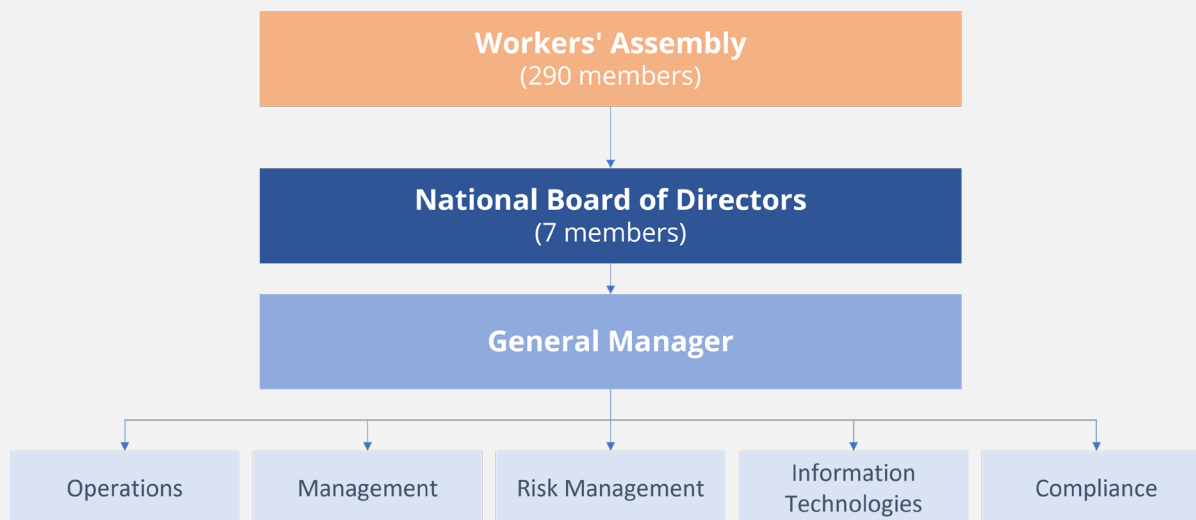 Workers' Assembly
(290 members)
National Board of Directors
(7 members)
General Manager
Operations
Management
Risk Management
Information
Technologies
Compliance